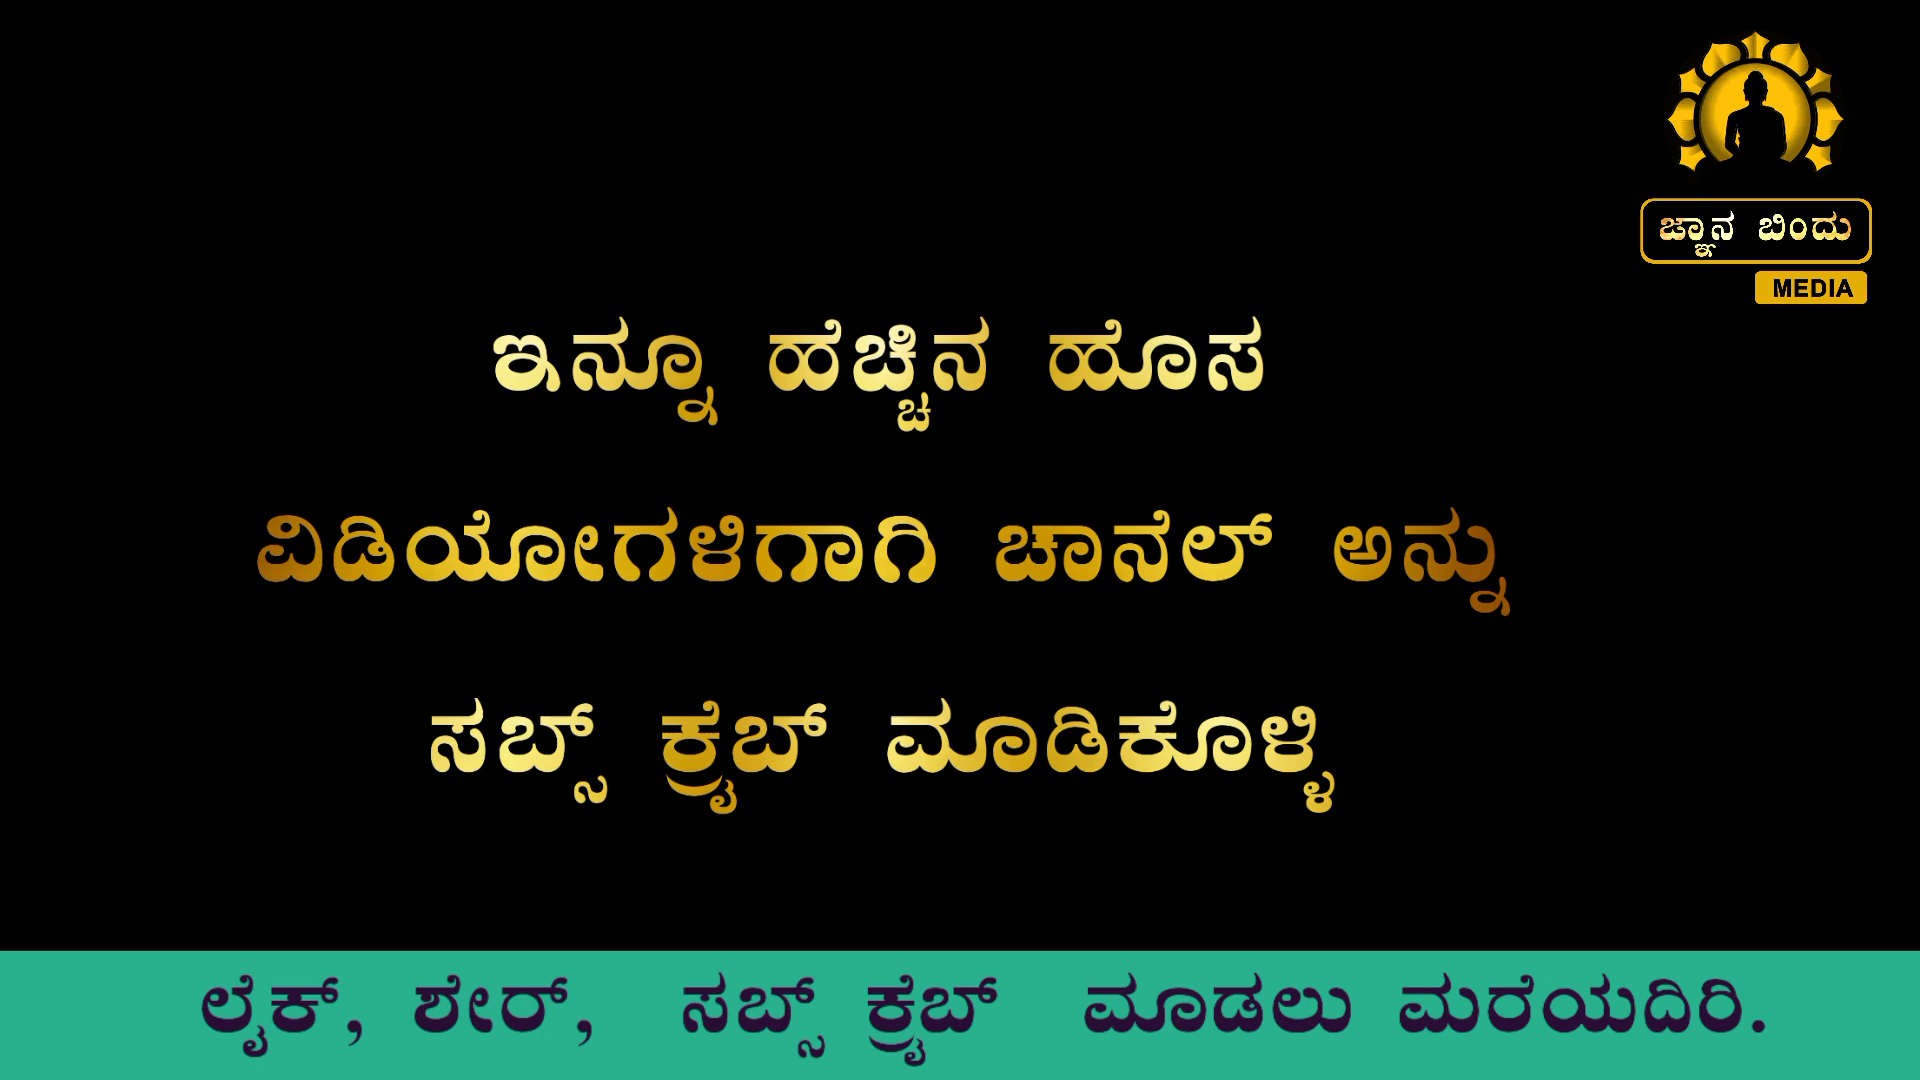 ಜ್ಞಾನ ಬಿಂದು
MEDIA
ಇನ್ನೂ ಹೆಚ್ಚಿನ ಹೊಸ
ವಿಡಿಯೋಗಳಿಗಾಗಿ ಚಾನೆಲ್ ಅನ್ನು
ಸಬ್ಸ್ ಕ್ರೈಬ್ ಮಾಡಿಕೊಳ್ಳಿ
ಲೈಕ್, ಶೇರ್, ಸಬ್ಸ್ ಕ್ರೈಬ್ ಮಾಡಲು ಮರೆಯದಿರಿ.